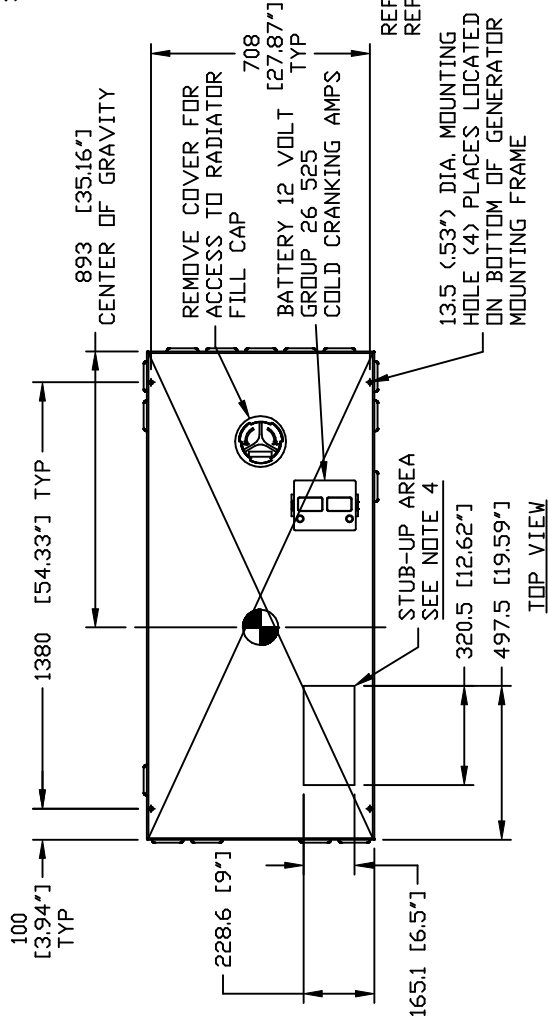 100
[3.94"]
TYP
1380 [54.33"] TYP
893 [35.16"]
CENTER OF GRAVITY
REMOVE COVER FOR
ACCESS TO RADIATOR
FILL CAP
708
[27.87"]
TYP
BATTERY 12 VOLT
GROUP 26 525
COLD CRANKING AMPS
REF
REF
13.5 (.53") DIA. MOUNTING
HOLE (4) PLACES LOCATED
ON BOTTOM OF GENERATOR
MOUNTING FRAME
STUB-UP AREA
SEE NOTE 4
228.6 [9"]
165.1 [6.5"]
320.5 [12.62"]
497.5 [19.59"]
TOP VIEW